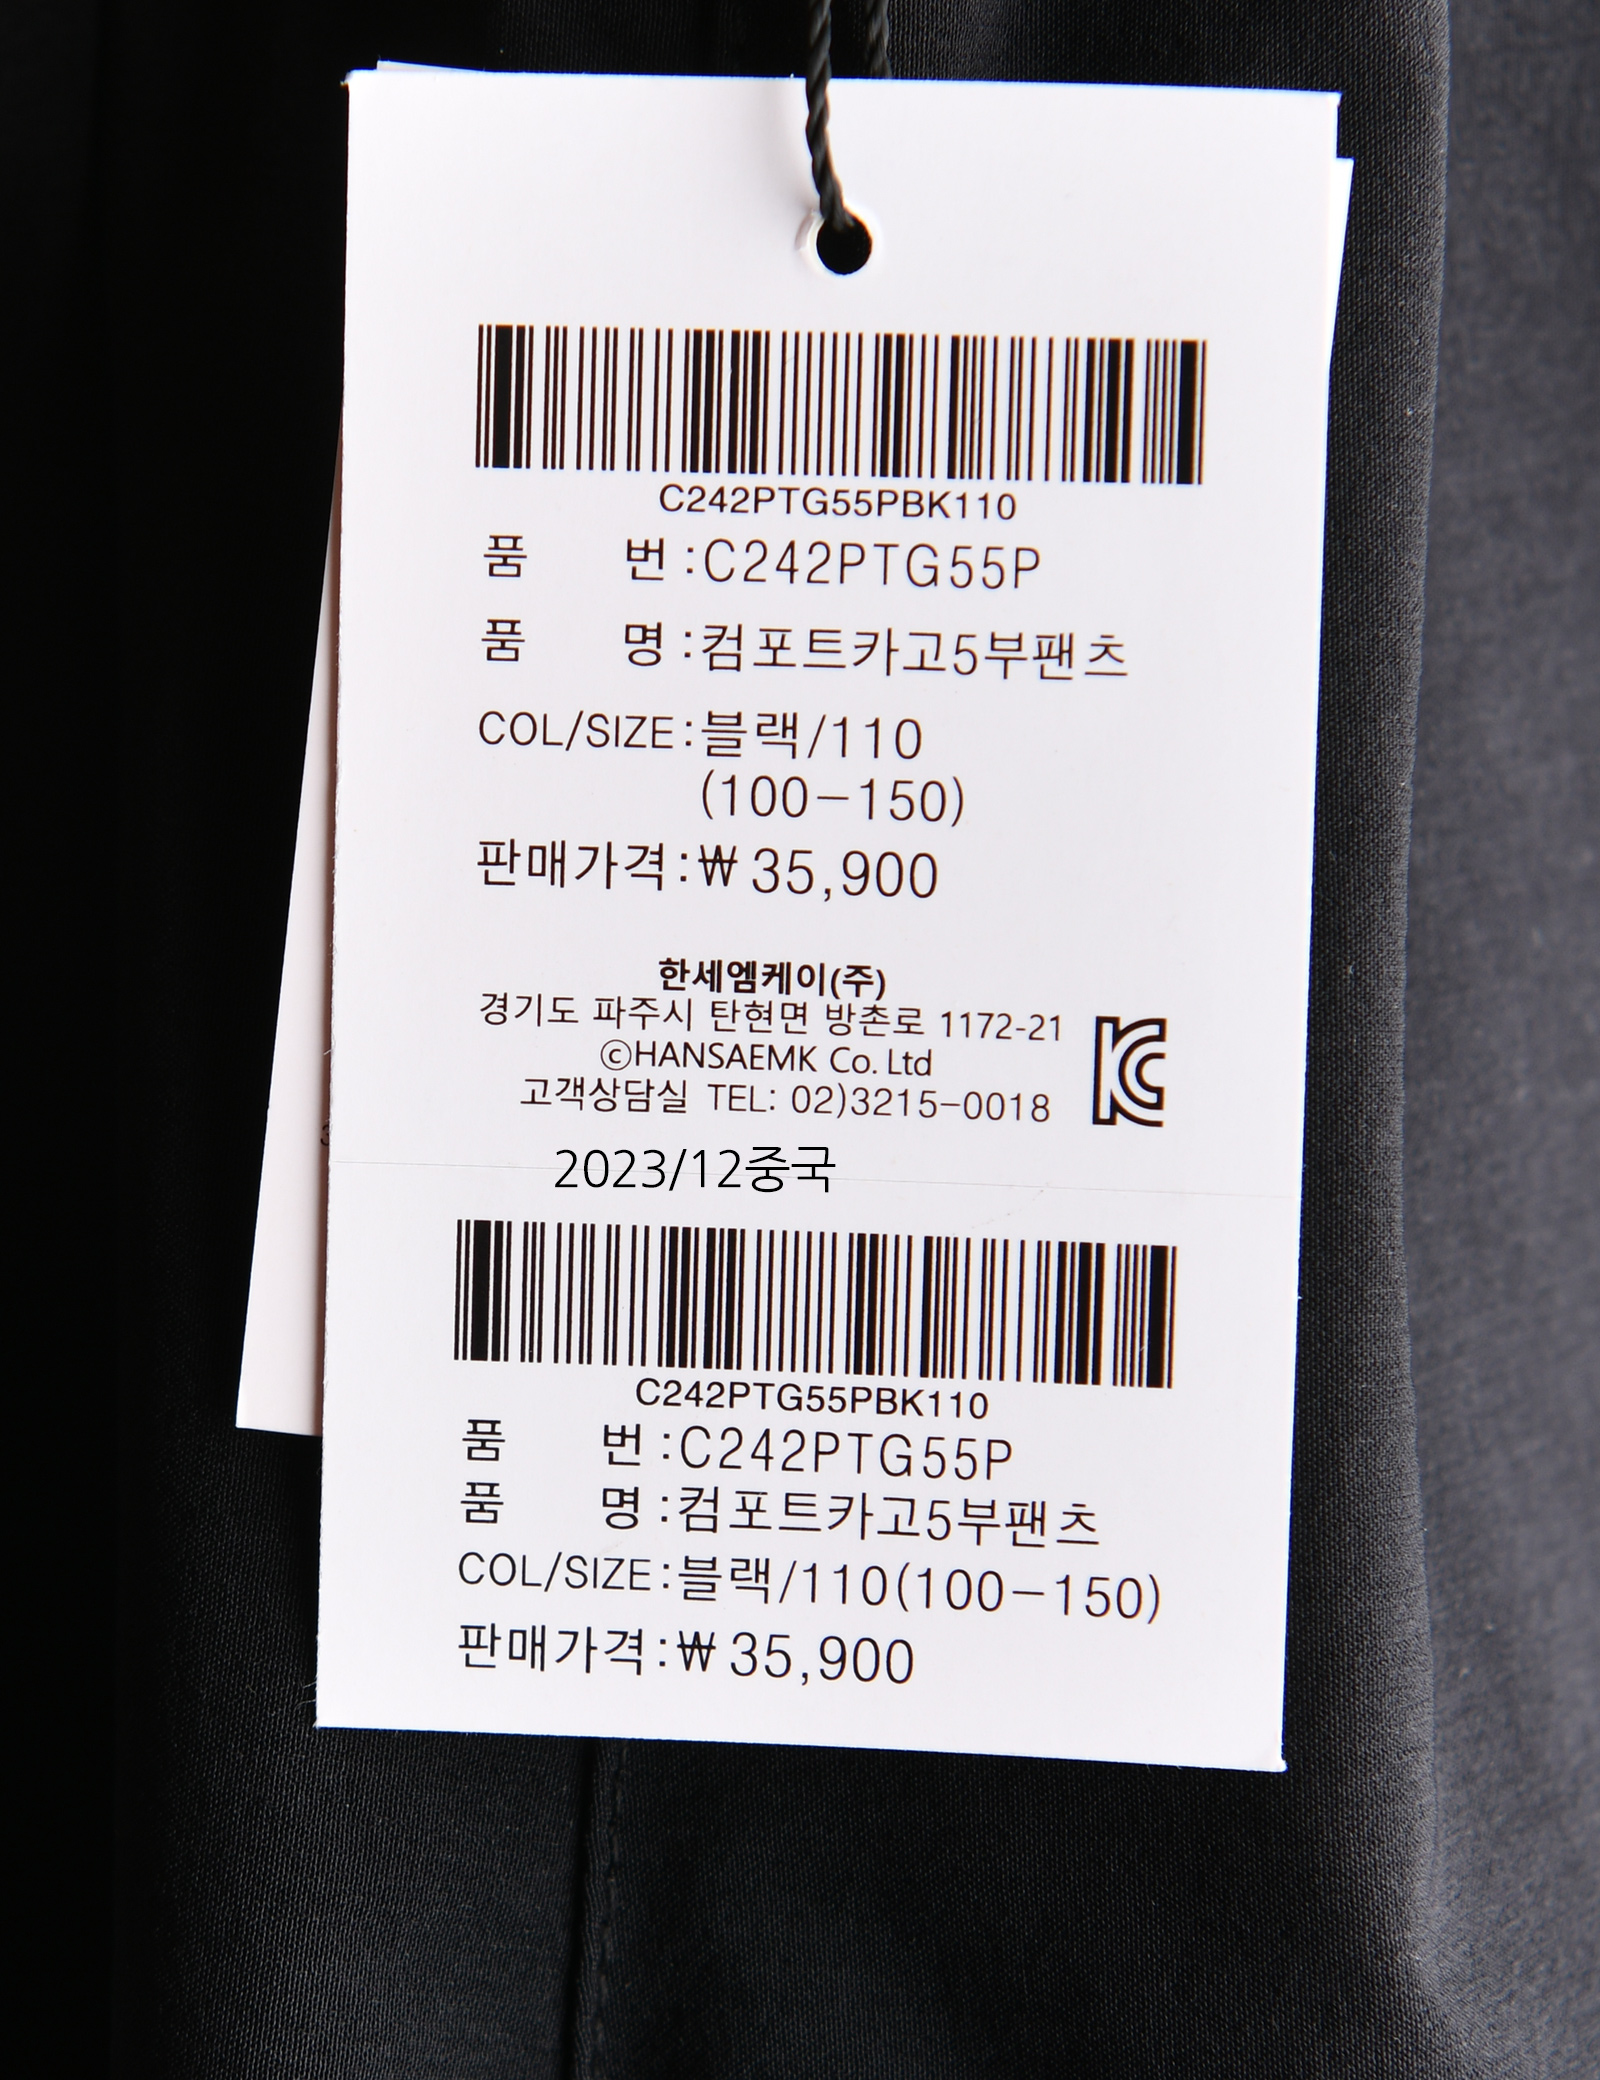 C242PTG55PBK110
품 번 :C242PTG55P
품 명 :컴포트카고5부팬츠
COL/SIZE:블랙/110
(100-150)
판매가격:₩35,900
한세엠케이(주)
경기도 파주시 탄현면 방촌로 1172-21
ⓒHANSAEMK Co. Ltd
고객상담실 TEL: 02)3215-0018
2023/12중국
C242PTG55PBK110
품 번 :C242PTG55P
품 명 :컴포트카고5부팬츠
COL/SIZE:블랙/110(100-150)
판매가격:₩35,900